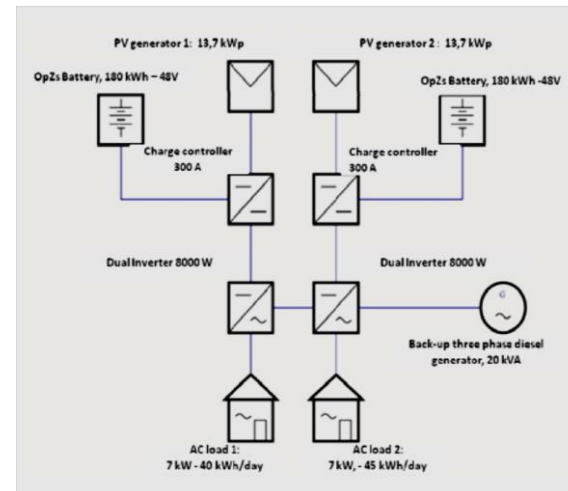 PV generator 1: 13,7 kWp
PV generator 2 : 13,7 kWp
OpZs Battery, 180 kWh – 48V
OpZs Battery, 180 kWh -48V
Charge controller
300 A
Charge controller
300 A
Dual Inverter 8000 W
Dual Inverter 8000 W
G
Back-up three phase diesel
generator, 20 kVA
AC load 1:
7 kW - 40 kWh/day
AC load 2:
7 kW, - 45 kWh/day